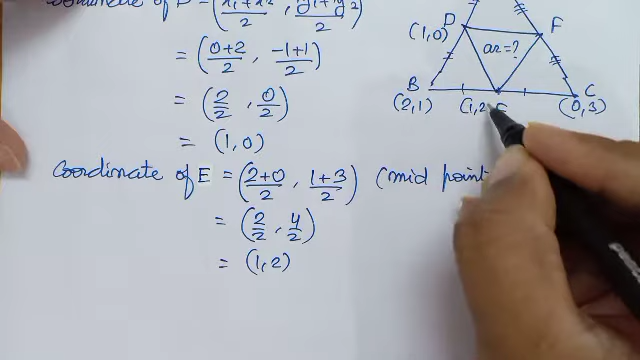 Coordinate of D = (x₁+x₂/2 , y₁+y₂/2)
= (0+2/2 , -1+1/2)
= (2/2 , 0/2)
= (1,0)
Coordinate of E = (2+0/2 , 1+3/2) (mid point
= (2/2 , 4/2)
= (1,2)
D
F
(1,0)
ar=?
B
C
(2,1)
(1,2
E
(0,3)